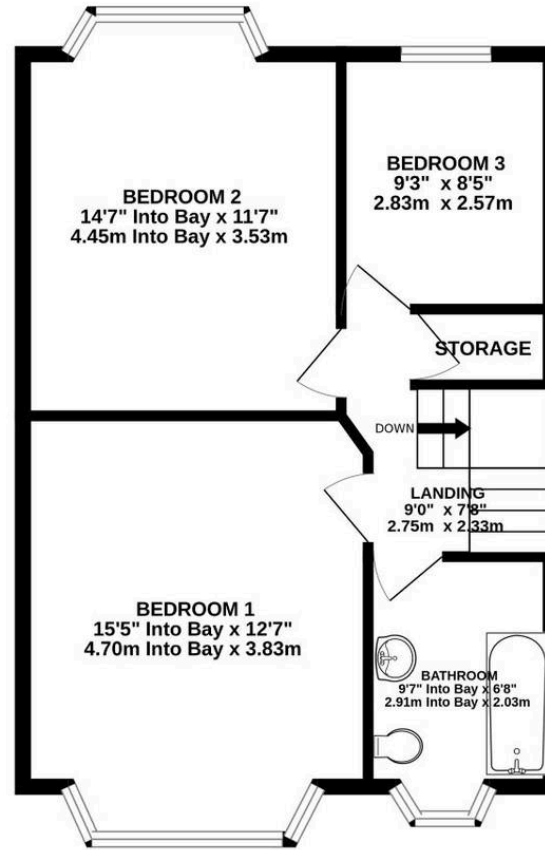 BEDROOM 2
14'7" Into Bay x 11'7"
4.45m Into Bay x 3.53m
BEDROOM 3
9'3" x 8'5"
2.83m x 2.57m
STORAGE
DOWN
LANDING
9'0" x 7'8"
2.75m x 2.33m
BEDROOM 1
15'5" Into Bay x 12'7"
4.70m Into Bay x 3.83m
BATHROOM
9'7" Into Bay x 6'8"
2.91m Into Bay x 2.03m